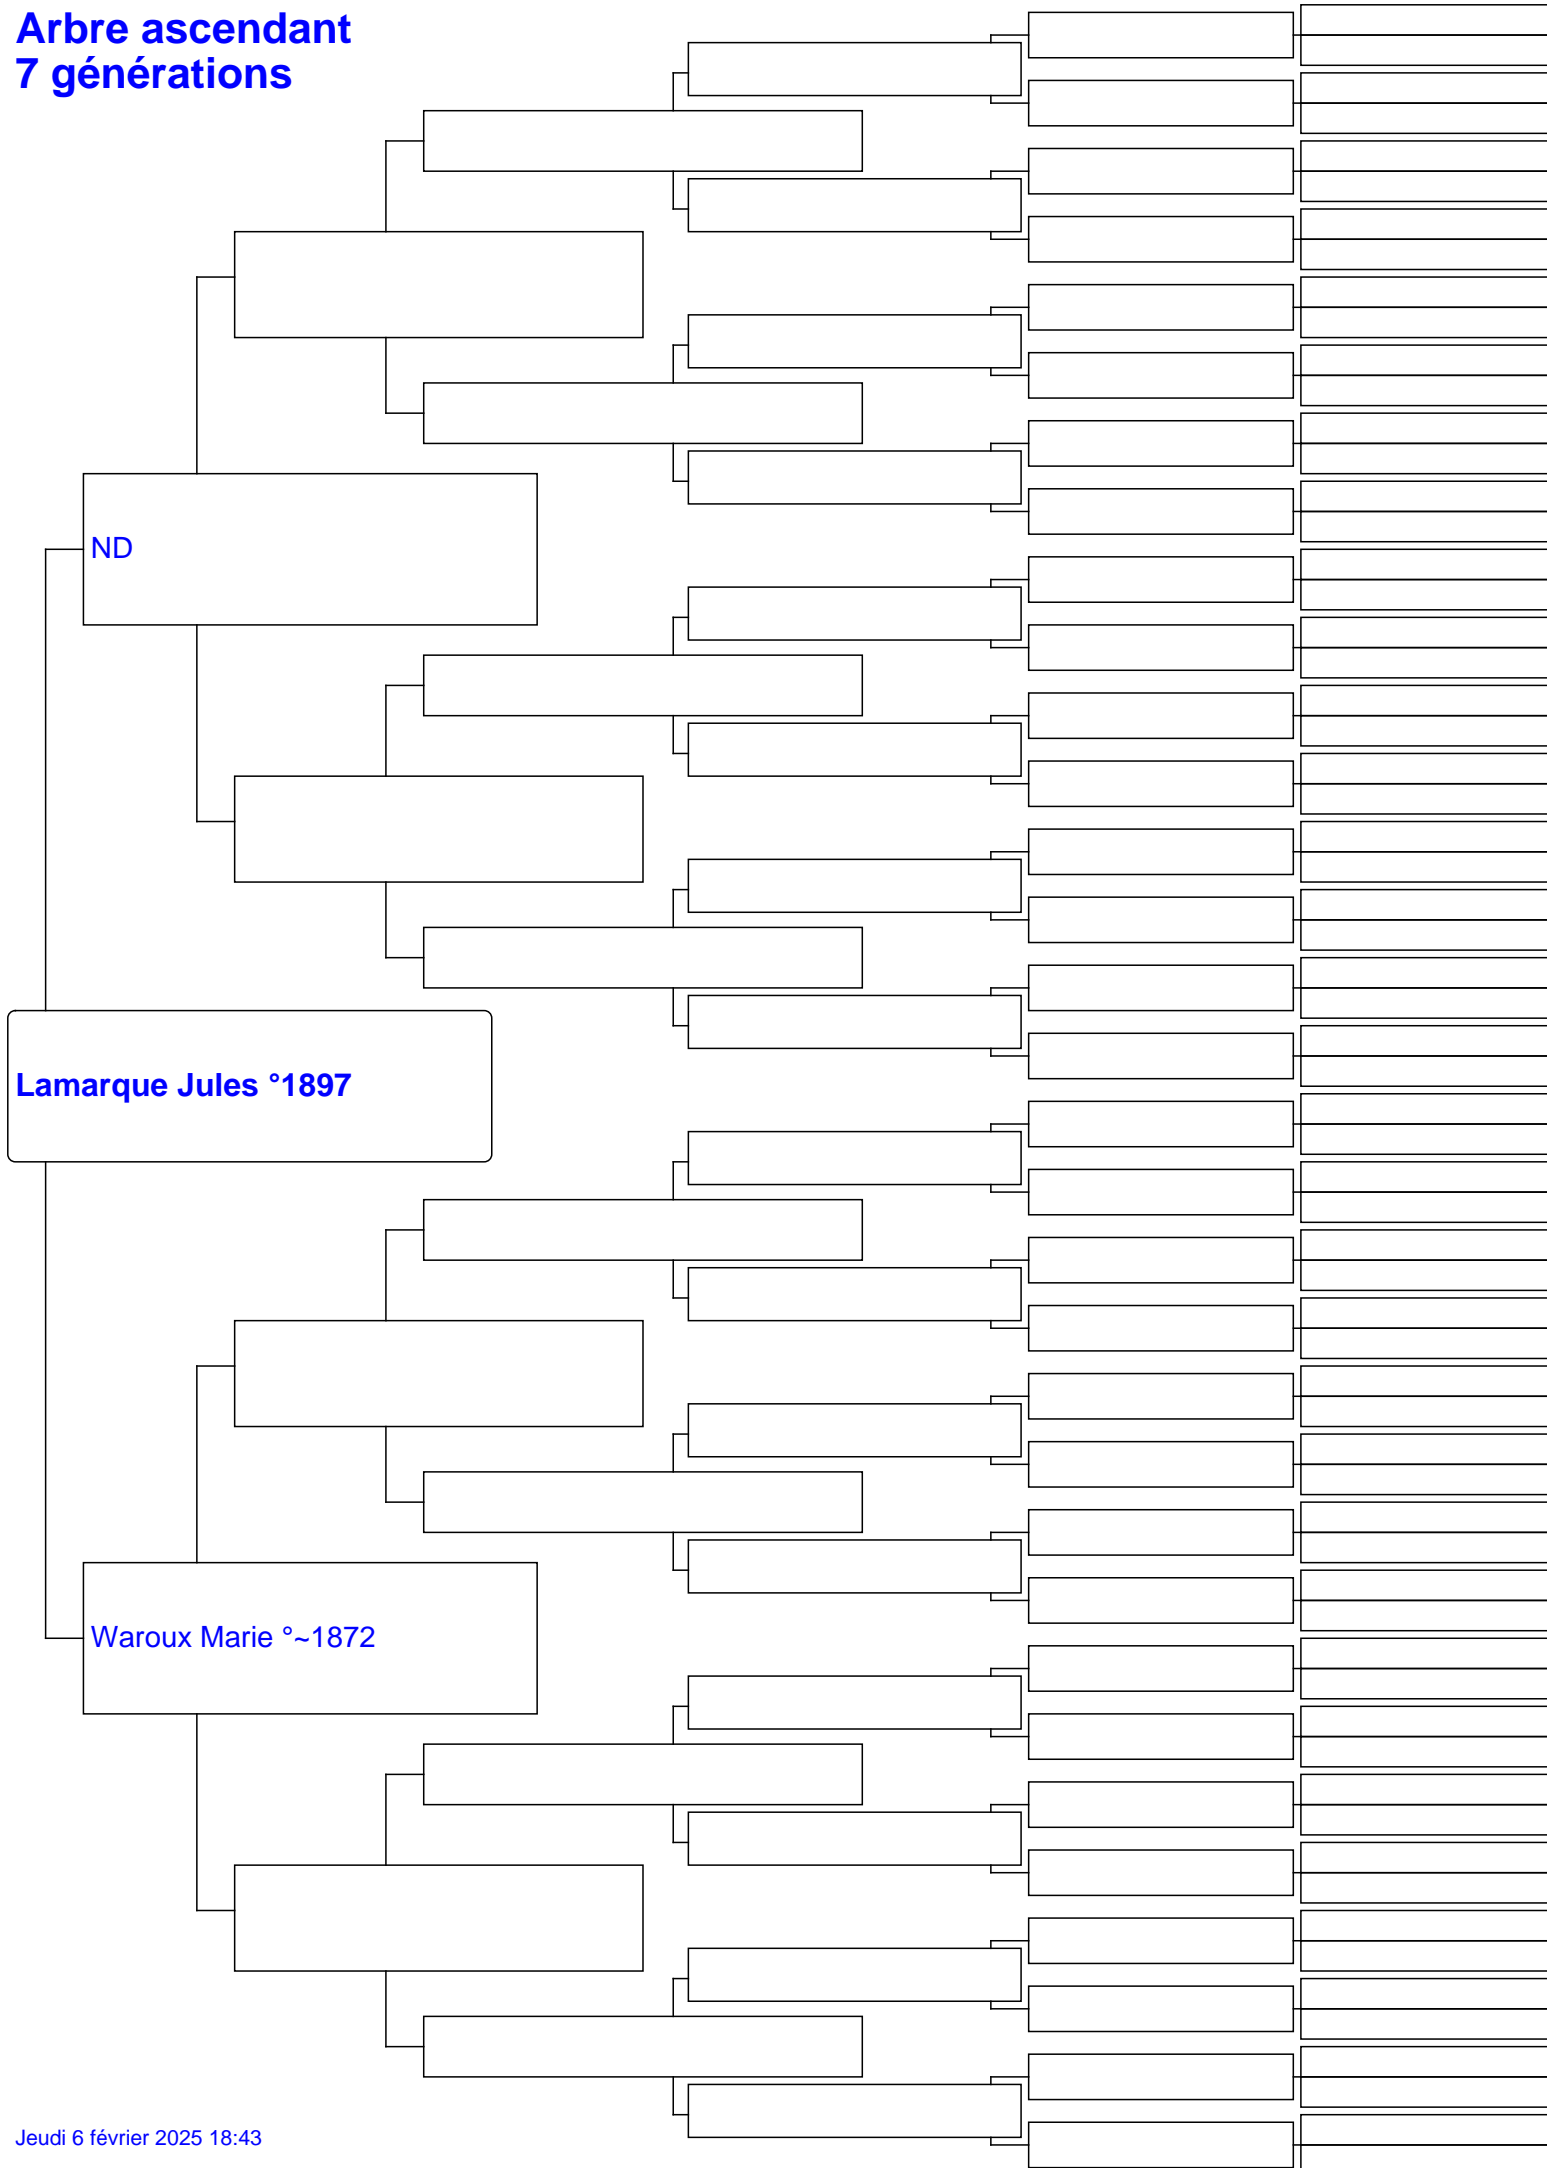 Arbre ascendant
7 générations
ND
Lamarque Jules °1897
Waroux Marie °~1872
Jeudi 6 février 2025 18:43